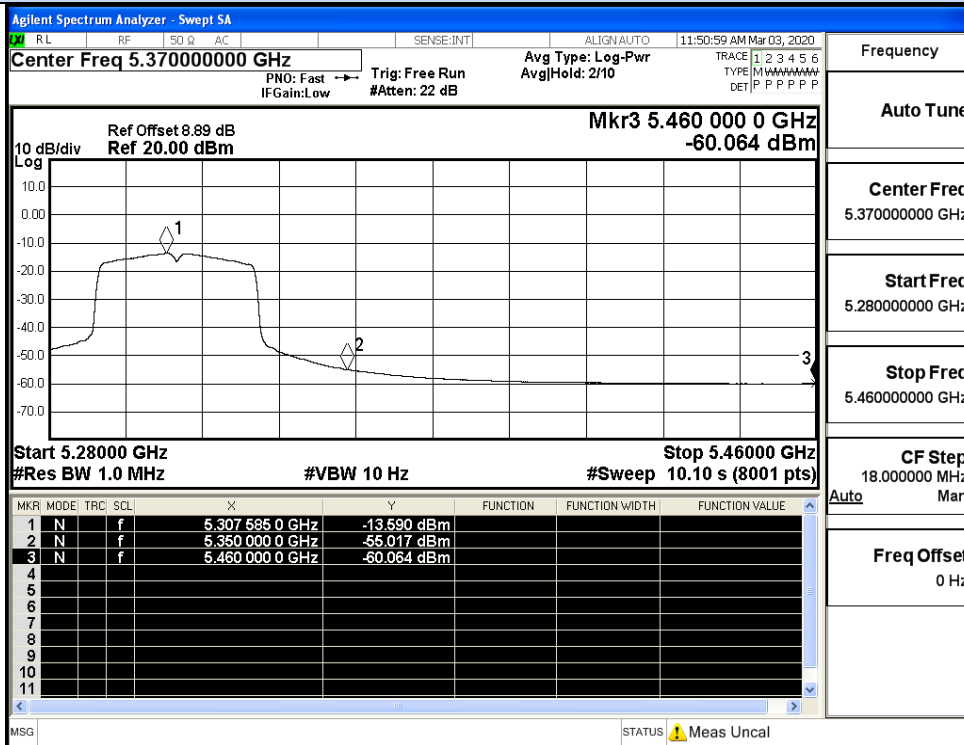 Agilent Spectrum Analyzer - Swept SA
LXI RL RF 50 Ω AC SENSE:INT ALIGN AUTO 11:50:59 AM Mar 03, 2020
Center Freq 5.370000000 GHz
PNO: Fast
IFGain:Low
Trig: Free Run
#Atten: 22 dB
Avg Type: Log-Pwr
Avg|Hold: 2/10
TRACE 1 2 3 4 5 6
TYPE M W W W W W
DET P P P P P P
Mkr3 5.460 000 0 GHz
-60.064 dBm
Ref Offset 8.89 dB
10 dB/div Ref 20.00 dBm
Log
10.0
0.00
-10.0
-20.0
-30.0
-40.0
-50.0
-60.0
-70.0
1
2
3
Start 5.28000 GHz Stop 5.46000 GHz
#Res BW 1.0 MHz #VBW 10 Hz #Sweep 10.10 s (8001 pts)
MKR MODE TRC SCL X Y FUNCTION FUNCTION WIDTH FUNCTION VALUE
1 N f 5.307 585 0 GHz -13.590 dBm
2 N f 5.350 000 0 GHz -55.017 dBm
3 N f 5.460 000 0 GHz -60.064 dBm
4
5
6
7
8
9
10
11
MSG STATUS Meas Uncal
Frequency
Auto Tune
Center Freq
5.370000000 GHz
Start Freq
5.280000000 GHz
Stop Freq
5.460000000 GHz
CF Step
18.000000 MHz
Auto Man
Freq Offset
0 Hz